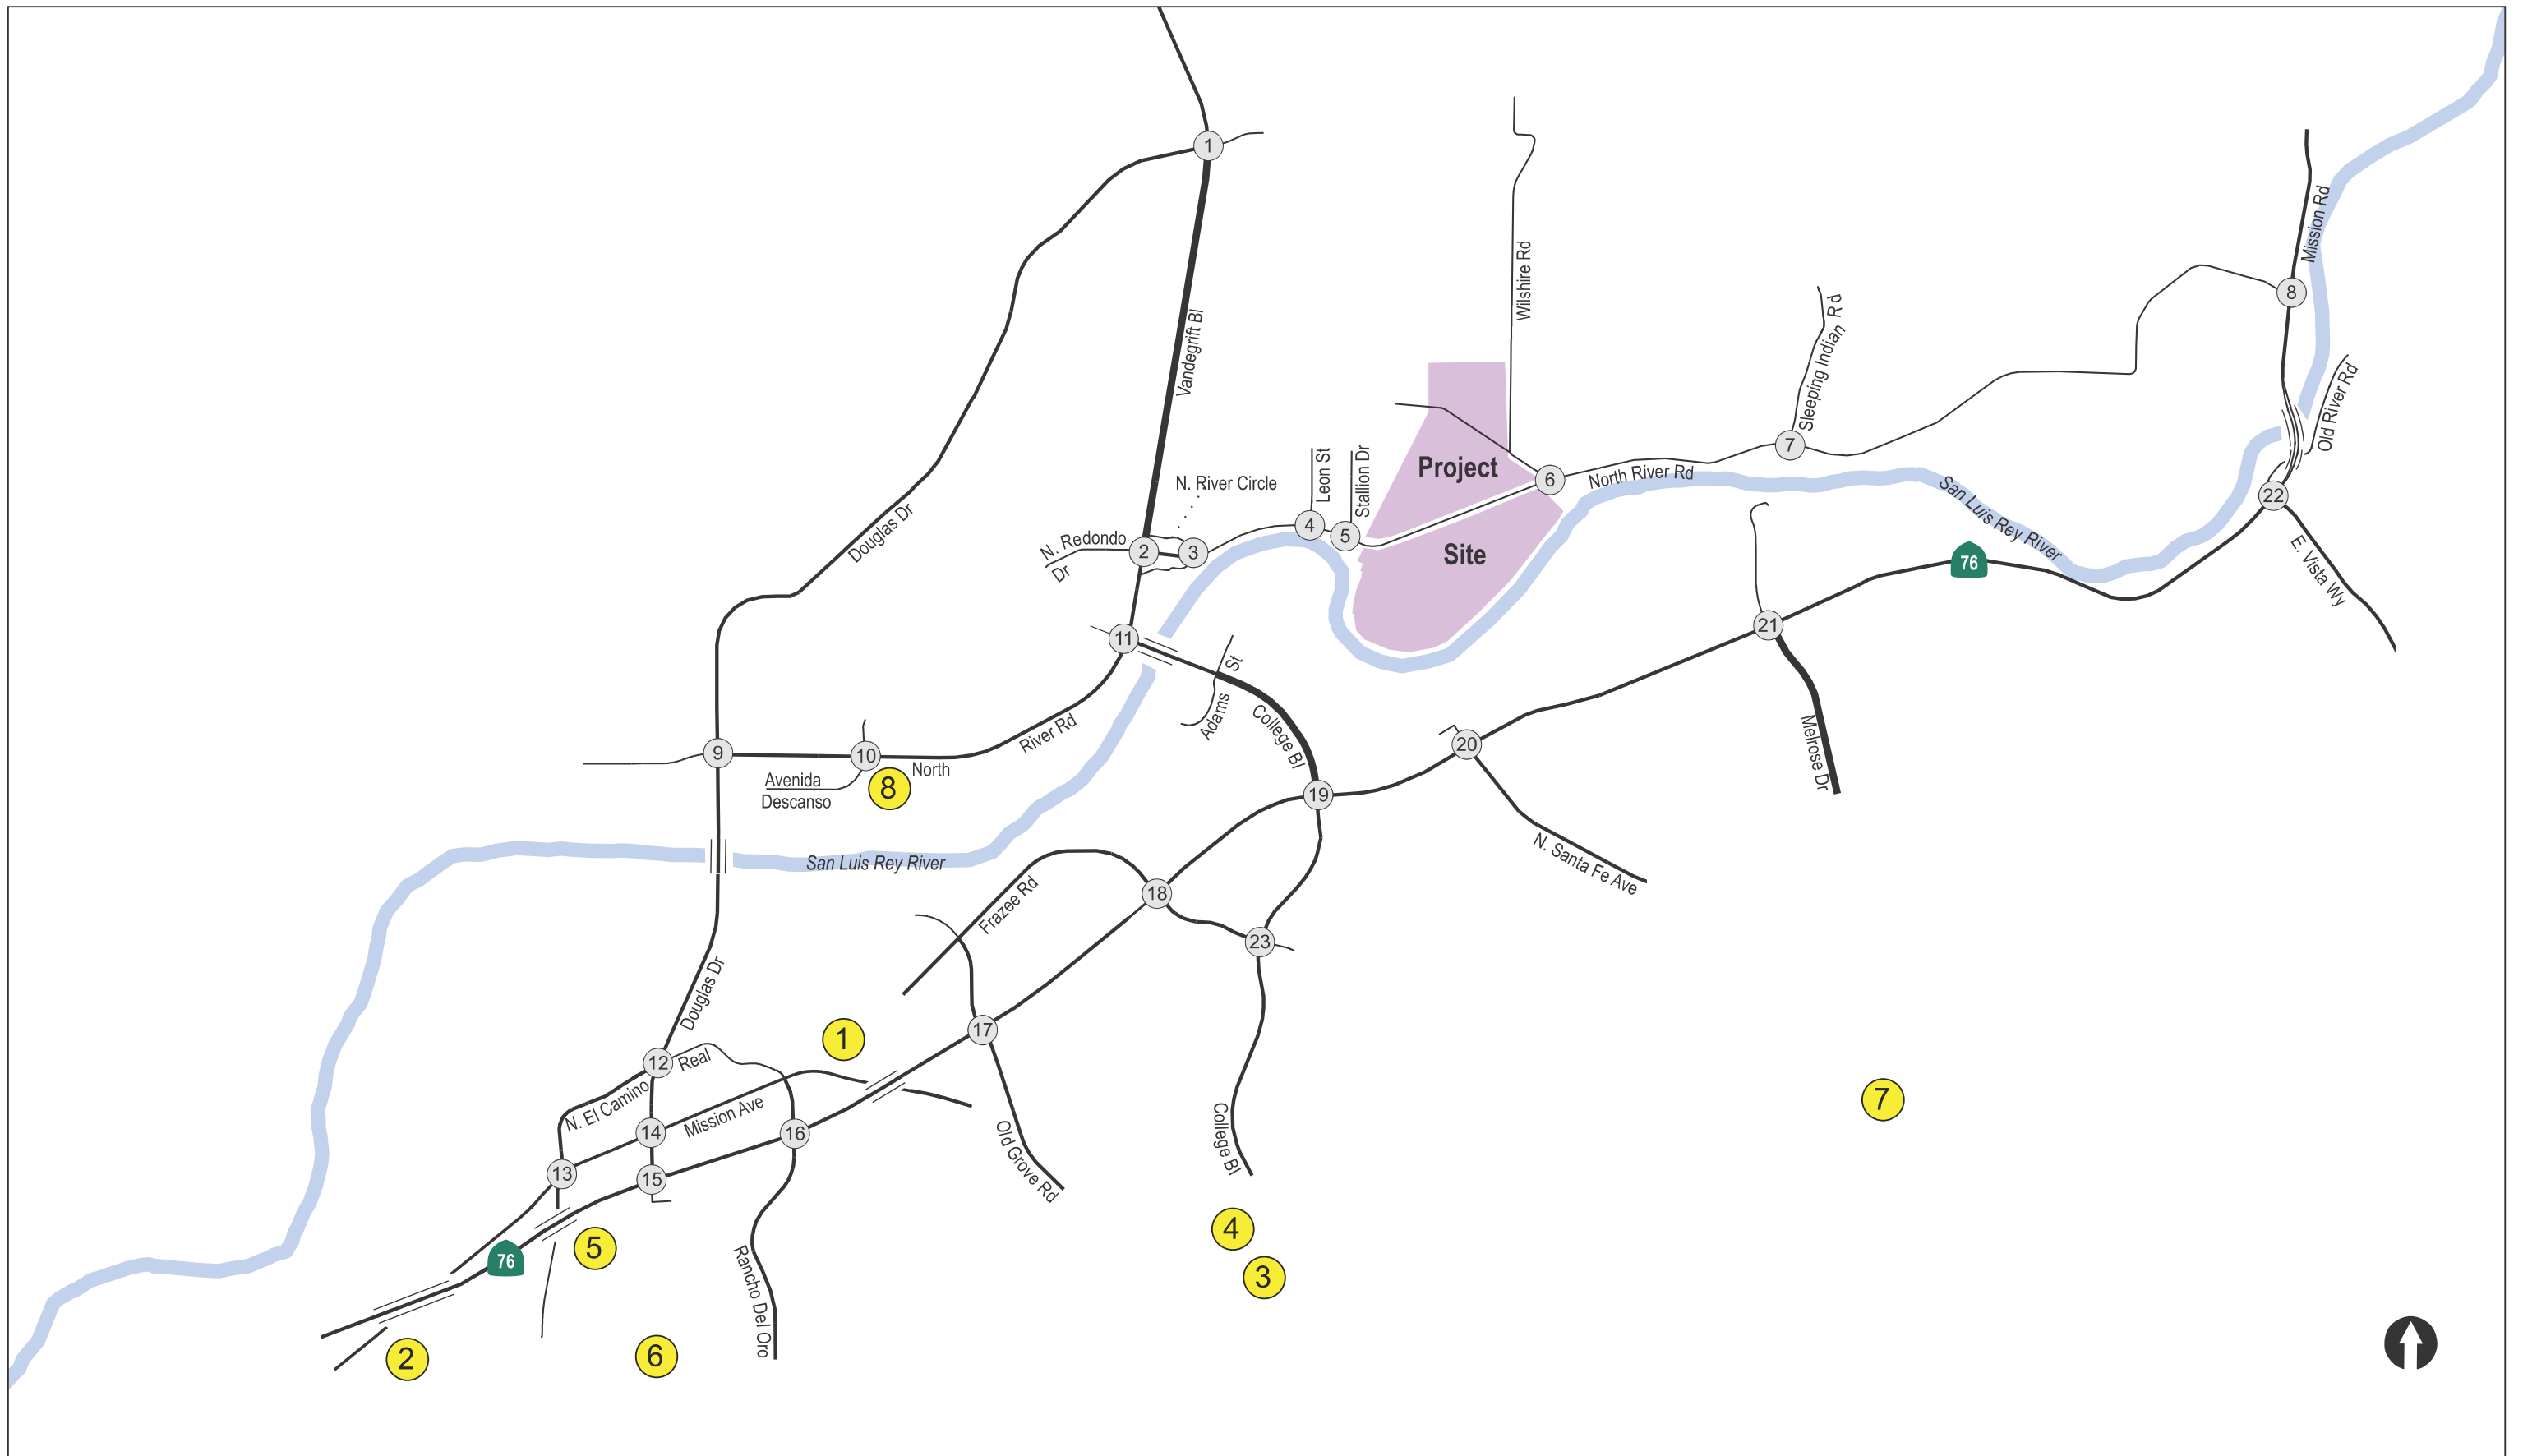 1
Mission Rd
Wilshire Rd
8
Sleeping Indian Rd
Vandegrift Bl
Old River Rd
7
Project
Leon St
Stallion Dr
North River Rd
6
N. River Circle
San Luis Rey River
22
Douglas Dr
4
5
N. Redondo
Dr
2
3
Site
76
E. Vista Wy
21
11
Adams St
College Bl
Melrose Dr
River Rd
20
9
10
North
Avenida
Descanso
8
19
N. Santa Fe Ave
San Luis Rey River
18
Frazee Rd
23
Douglas Dr
17
1
12
Real
N. El Camino
Mission Ave
14
16
7
Old Grove Rd
College Bl
13
15
4
5
76
3
Rancho Del Oro
2
6